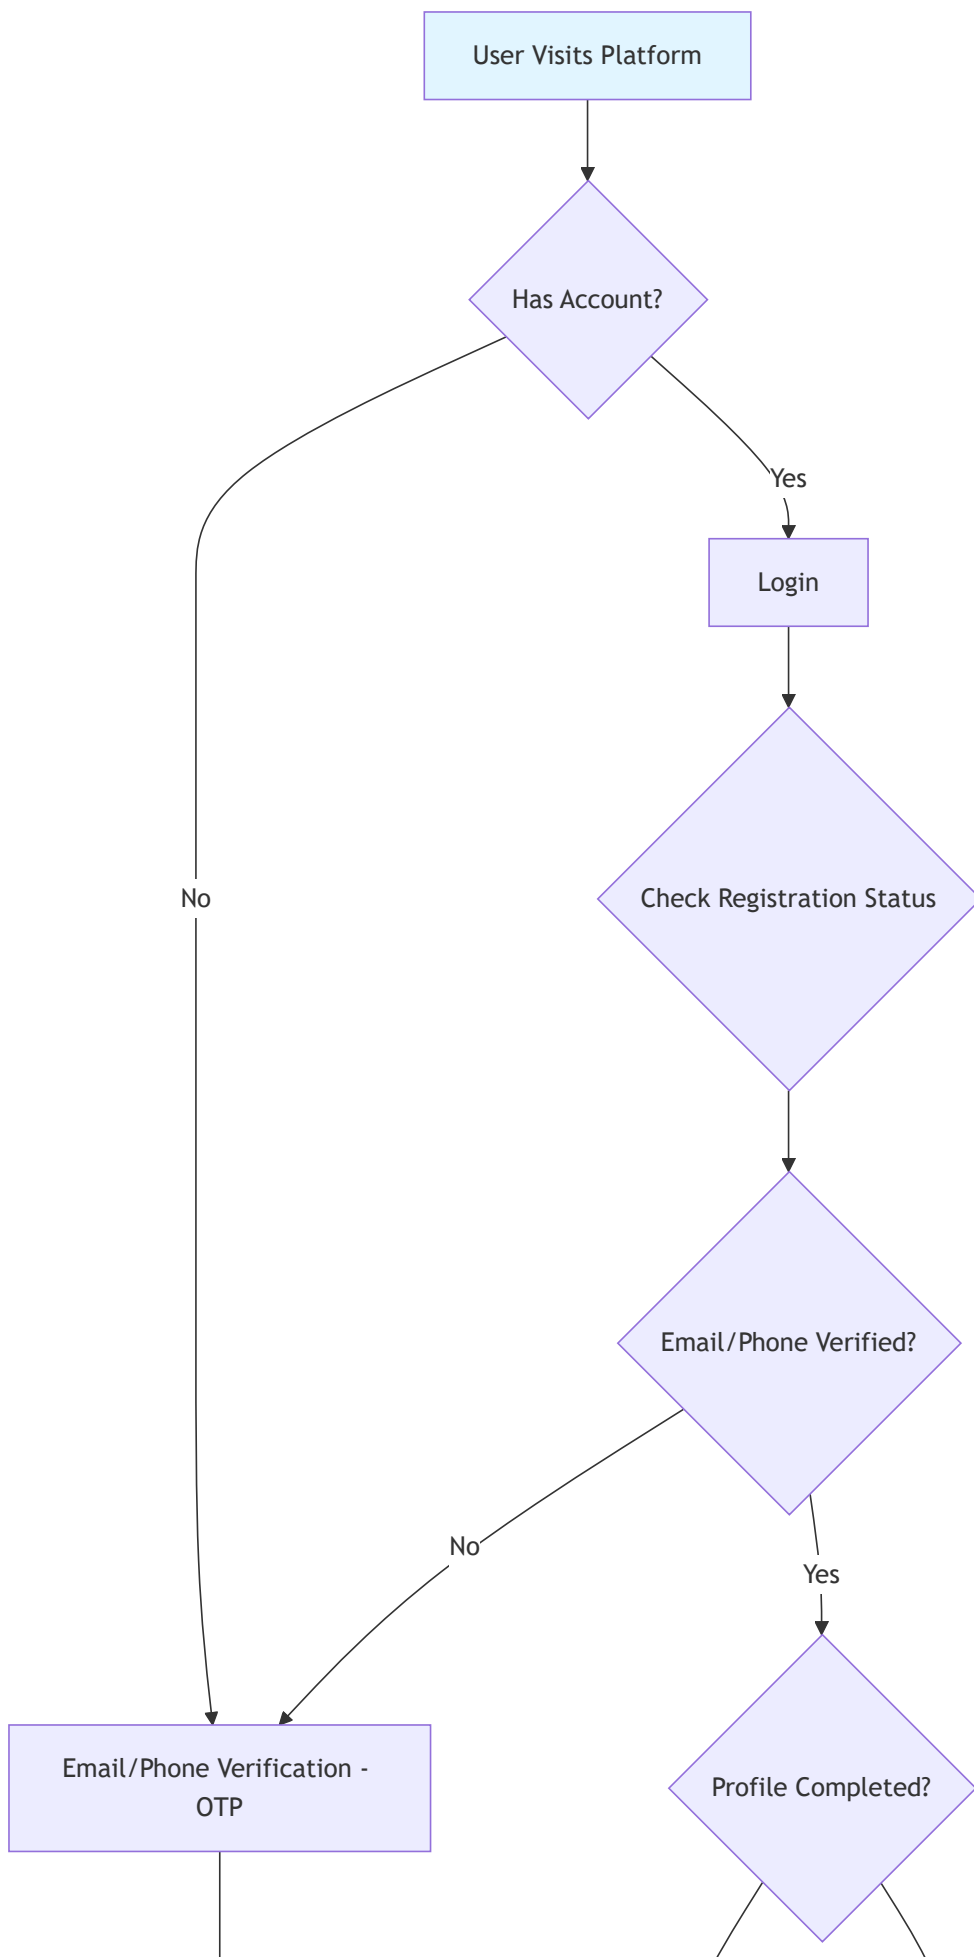 User Visits Platform
Has Account?
Yes
Login
No
Check Registration Status
Email/Phone Verified?
No
Yes
Email/Phone Verification -
OTP
Profile Completed?